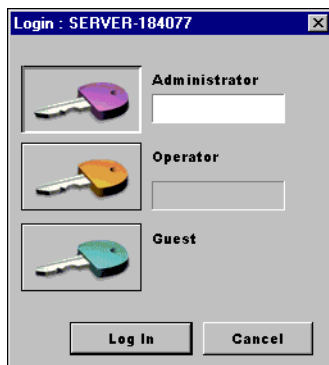 Login : SERVER-184077
Administrator
Operator
Guest
Log In
Cancel